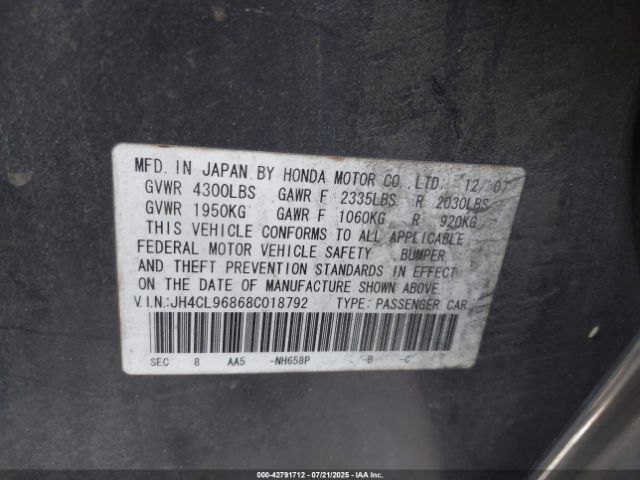 MFD. IN JAPAN BY HONDA MOTOR CO., LTD: 12/07
GVWR 4300LBS GAWR F 2335LBS R 2030LBS
GVWR 1950KG GAWR F 1060KG R 920KG
THIS VEHICLE CONFORMS TO ALL APPLICABLE
FEDERAL MOTOR VEHICLE SAFETY, BUMPER
AND THEFT PREVENTION STANDARDS IN EFFECT
ON THE DATE OF MANUFACTURE SHOWN ABOVE.
V.I.N.:JH4CL96868C018792 TYPE: PASSENGER CAR
SEC 8 AA5 -NH658P -B -C
000-42791712 | 07/21/2025 | IAAI.COM